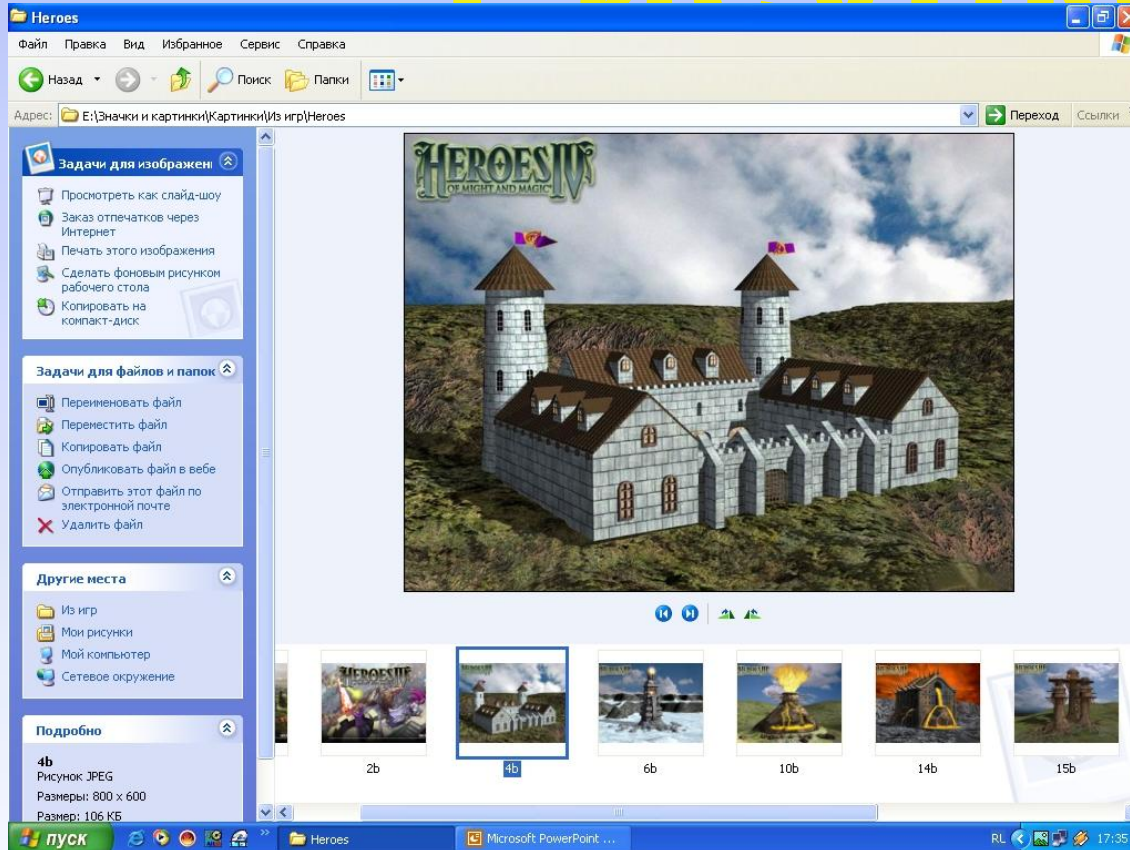 Heroes
Файл Правка Вид Избранное Сервис Справка
Назад Поиск Папки
Адрес: E:\Значки и картинки\Картинки\Из игр\Heroes Переход Ссылки
Задачи для изображен
Просмотреть как слайд-шоу
Заказ отпечатков через
Интернет
Печать этого изображения
Сделать фоновым рисунком
рабочего стола
Копировать на
компакт-диск
Задачи для файлов и папок
Переименовать файл
Переместить файл
Копировать файл
Опубликовать файл в вебе
Отправить этот файл по
электронной почте
Удалить файл
Другие места
Из игр
Мои рисунки
Мой компьютер
Сетевое окружение
Подробно
4b
Рисунок JPEG
Размеры: 800 x 600
Размер: 106 КБ
HEROES IV
OF MIGHT AND MAGIC
HEROES IV
2b 4b 6b 10b 14b 15b
пуск Heroes Microsoft PowerPoint ... RL 17:35